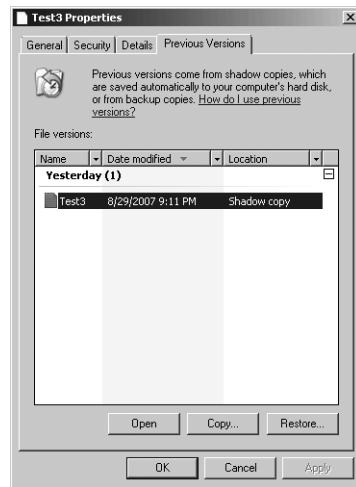 Test3 Properties
General Security Details Previous Versions
Previous versions come from shadow copies, which
are saved automatically to your computer's hard disk,
or from backup copies. How do I use previous
versions?
File versions:
Name Date modified Location
Yesterday (1)
Test3 8/29/2007 9:11 PM Shadow copy
Open Copy... Restore...
OK Cancel Apply